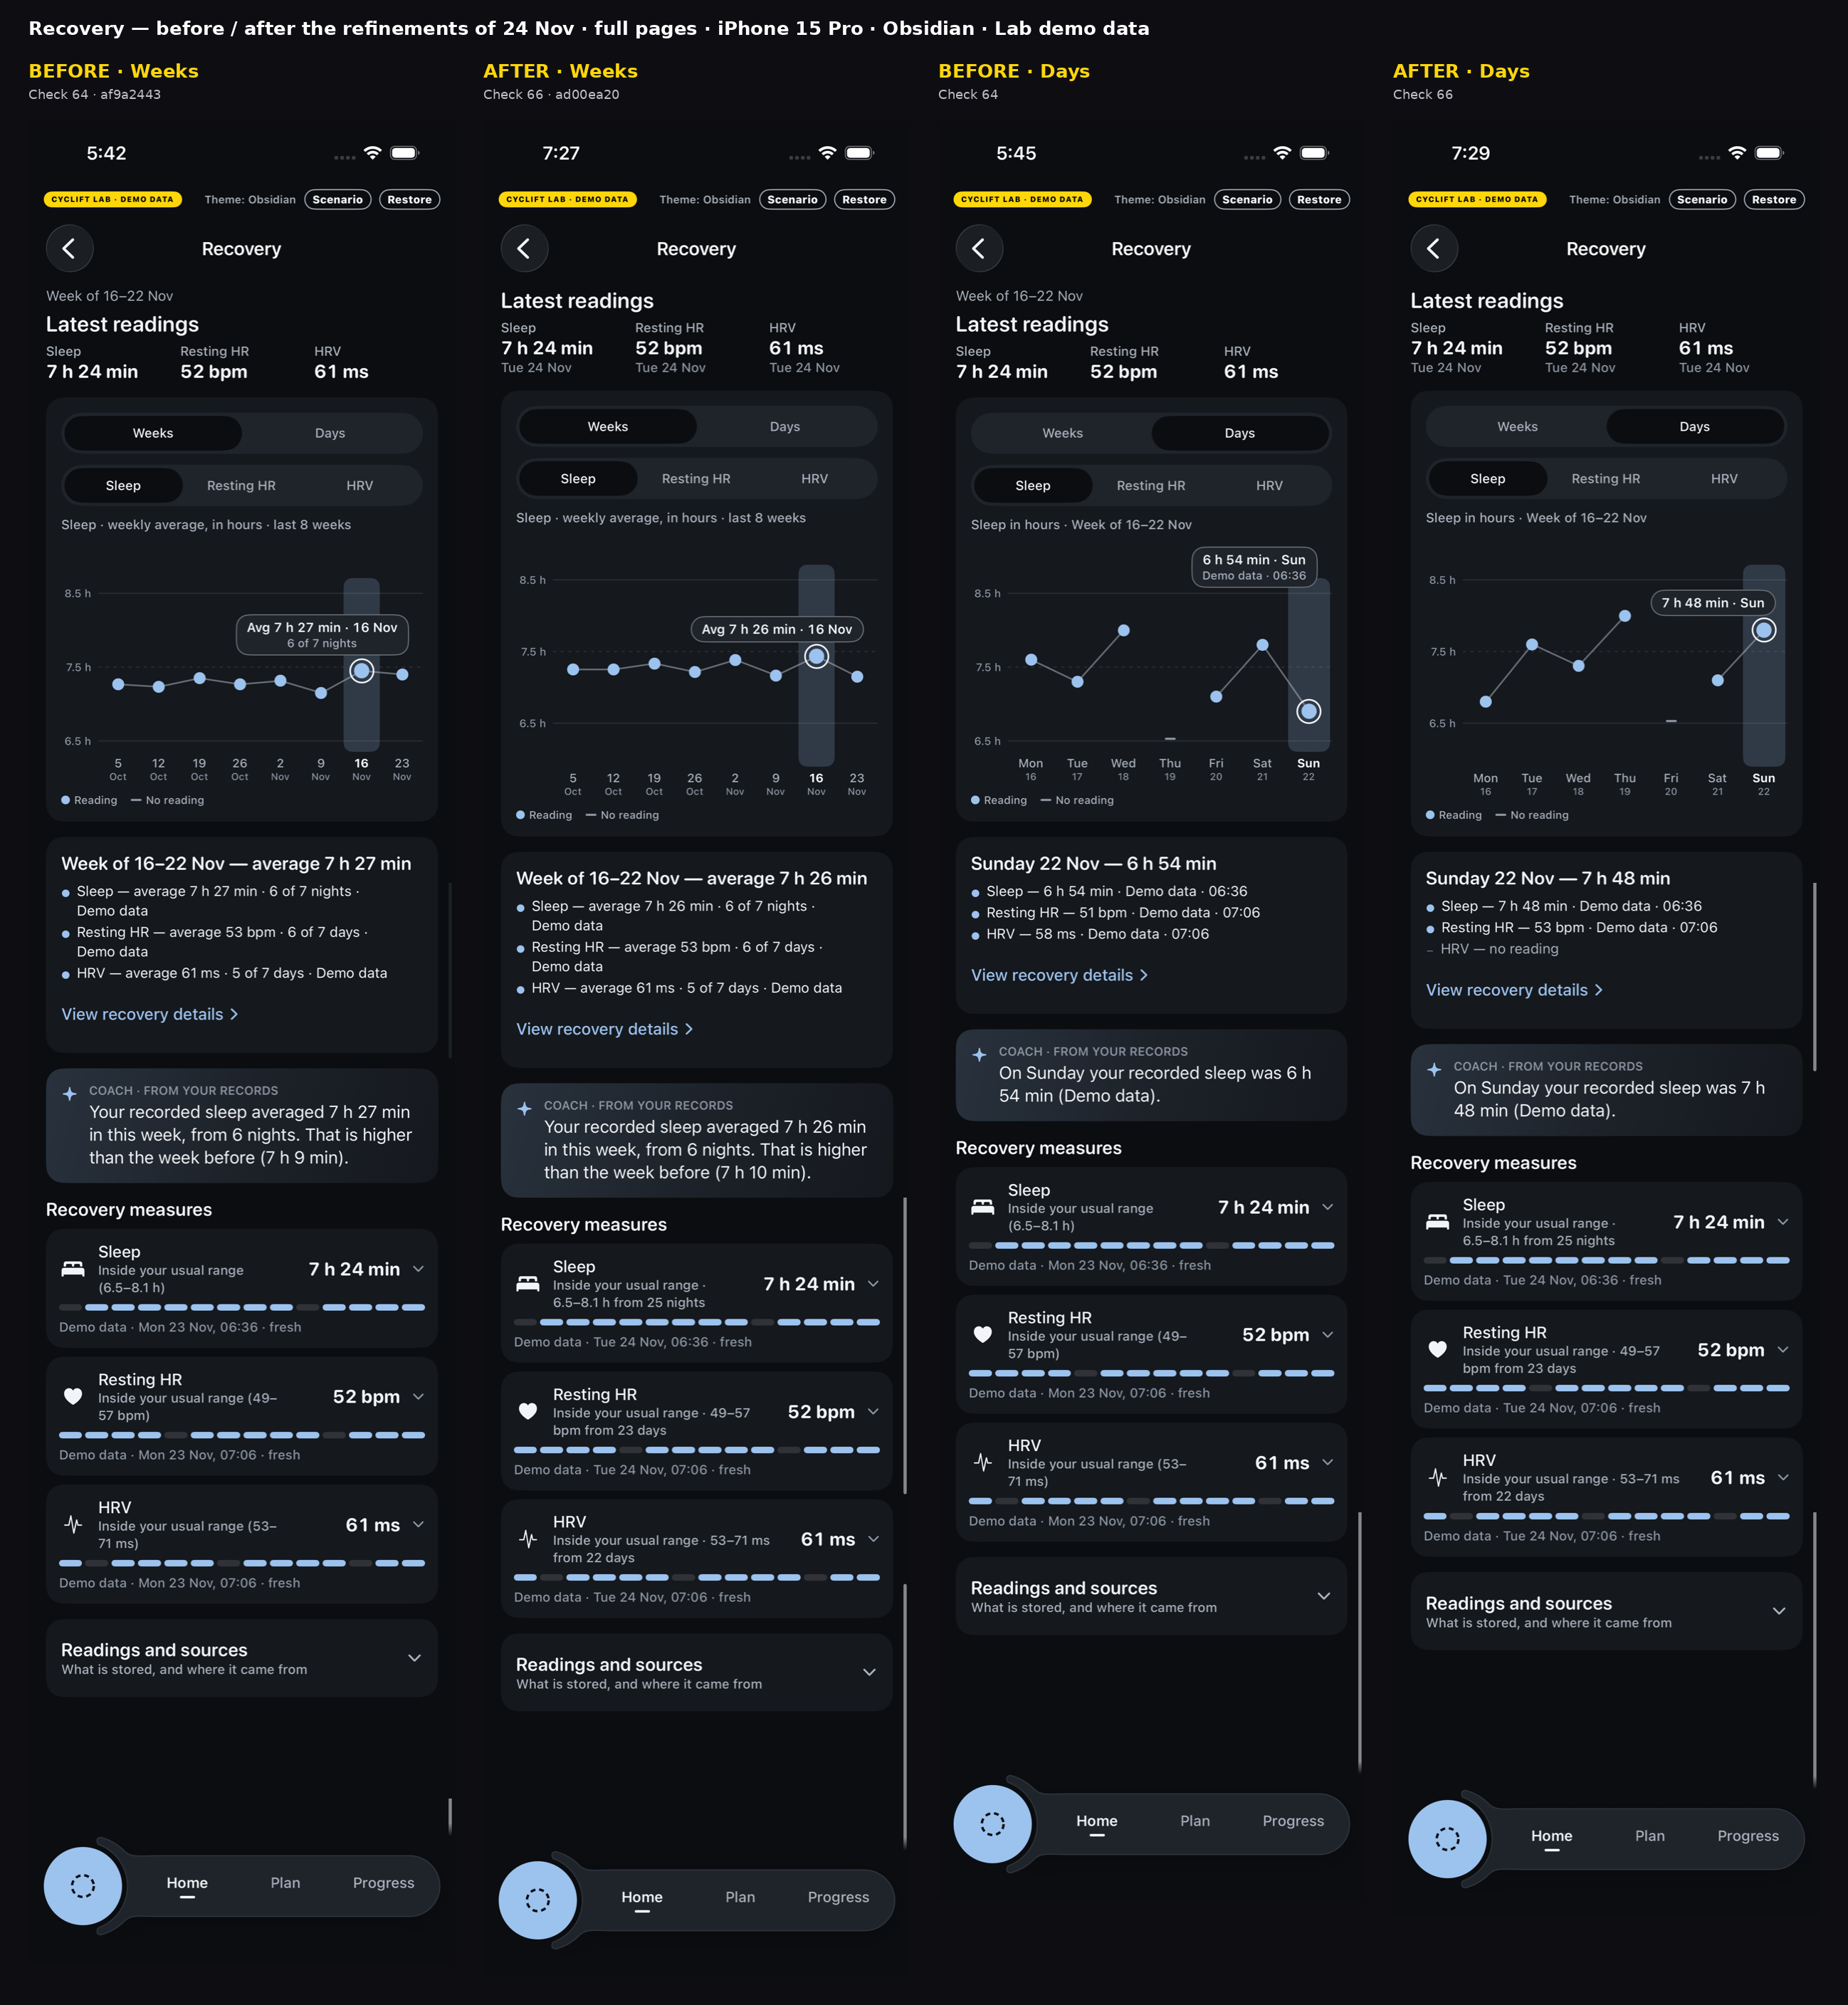 Recovery — before / after the refinements of 24 Nov · full pages · iPhone 15 Pro · Obsidian · Lab demo data
BEFORE · Weeks
Check 64 · af9a2443
5:42
CYCLIFT LAB · DEMO DATA
Theme: Obsidian
Scenario
Restore
Recovery
Week of 16–22 Nov
Latest readings
Sleep Resting HR HRV
7 h 24 min 52 bpm 61 ms
Weeks Days
Sleep Resting HR HRV
Sleep · weekly average, in hours · last 8 weeks
8.5 h
Avg 7 h 27 min · 16 Nov
6 of 7 nights
7.5 h
6.5 h
5 12 19 26 2 9 16 23
Oct Oct Oct Oct Nov Nov Nov Nov
Reading No reading
Week of 16–22 Nov — average 7 h 27 min
Sleep — average 7 h 27 min · 6 of 7 nights ·
Demo data
Resting HR — average 53 bpm · 6 of 7 days ·
Demo data
HRV — average 61 ms · 5 of 7 days · Demo data
View recovery details
COACH · FROM YOUR RECORDS
Your recorded sleep averaged 7 h 27 min
in this week, from 6 nights. That is higher
than the week before (7 h 9 min).
Recovery measures
Sleep
Inside your usual range
(6.5–8.1 h)
7 h 24 min
Demo data · Mon 23 Nov, 06:36 · fresh
Resting HR
Inside your usual range (49–
57 bpm)
52 bpm
Demo data · Mon 23 Nov, 07:06 · fresh
HRV
Inside your usual range (53–
71 ms)
61 ms
Demo data · Mon 23 Nov, 07:06 · fresh
Readings and sources
What is stored, and where it came from
Home Plan Progress
AFTER · Weeks
Check 66 · ad00ea20
7:27
CYCLIFT LAB · DEMO DATA
Theme: Obsidian
Scenario
Restore
Recovery
Latest readings
Sleep Resting HR HRV
7 h 24 min 52 bpm 61 ms
Tue 24 Nov Tue 24 Nov Tue 24 Nov
Weeks Days
Sleep Resting HR HRV
Sleep · weekly average, in hours · last 8 weeks
8.5 h
Avg 7 h 26 min · 16 Nov
7.5 h
6.5 h
5 12 19 26 2 9 16 23
Oct Oct Oct Oct Nov Nov Nov Nov
Reading No reading
Week of 16–22 Nov — average 7 h 26 min
Sleep — average 7 h 26 min · 6 of 7 nights ·
Demo data
Resting HR — average 53 bpm · 6 of 7 days ·
Demo data
HRV — average 61 ms · 5 of 7 days · Demo data
View recovery details
COACH · FROM YOUR RECORDS
Your recorded sleep averaged 7 h 26 min
in this week, from 6 nights. That is higher
than the week before (7 h 10 min).
Recovery measures
Sleep
Inside your usual range ·
6.5–8.1 h from 25 nights
7 h 24 min
Demo data · Tue 24 Nov, 06:36 · fresh
Resting HR
Inside your usual range · 49–57
bpm from 23 days
52 bpm
Demo data · Tue 24 Nov, 07:06 · fresh
HRV
Inside your usual range · 53–71 ms
from 22 days
61 ms
Demo data · Tue 24 Nov, 07:06 · fresh
Readings and sources
What is stored, and where it came from
Home Plan Progress
BEFORE · Days
Check 64
5:45
CYCLIFT LAB · DEMO DATA
Theme: Obsidian
Scenario
Restore
Recovery
Week of 16–22 Nov
Latest readings
Sleep Resting HR HRV
7 h 24 min 52 bpm 61 ms
Weeks Days
Sleep Resting HR HRV
Sleep in hours · Week of 16–22 Nov
6 h 54 min · Sun
Demo data · 06:36
8.5 h
7.5 h
6.5 h
Mon Tue Wed Thu Fri Sat Sun
16 17 18 19 20 21 22
Reading No reading
Sunday 22 Nov — 6 h 54 min
Sleep — 6 h 54 min · Demo data · 06:36
Resting HR — 51 bpm · Demo data · 07:06
HRV — 58 ms · Demo data · 07:06
View recovery details
COACH · FROM YOUR RECORDS
On Sunday your recorded sleep was 6 h
54 min (Demo data).
Recovery measures
Sleep
Inside your usual range
(6.5–8.1 h)
7 h 24 min
Demo data · Mon 23 Nov, 06:36 · fresh
Resting HR
Inside your usual range (49–
57 bpm)
52 bpm
Demo data · Mon 23 Nov, 07:06 · fresh
HRV
Inside your usual range (53–
71 ms)
61 ms
Demo data · Mon 23 Nov, 07:06 · fresh
Readings and sources
What is stored, and where it came from
Home Plan Progress
AFTER · Days
Check 66
7:29
CYCLIFT LAB · DEMO DATA
Theme: Obsidian
Scenario
Restore
Recovery
Latest readings
Sleep Resting HR HRV
7 h 24 min 52 bpm 61 ms
Tue 24 Nov Tue 24 Nov Tue 24 Nov
Weeks Days
Sleep Resting HR HRV
Sleep in hours · Week of 16–22 Nov
8.5 h
7 h 48 min · Sun
7.5 h
6.5 h
Mon Tue Wed Thu Fri Sat Sun
16 17 18 19 20 21 22
Reading No reading
Sunday 22 Nov — 7 h 48 min
Sleep — 7 h 48 min · Demo data · 06:36
Resting HR — 53 bpm · Demo data · 07:06
– HRV — no reading
View recovery details
COACH · FROM YOUR RECORDS
On Sunday your recorded sleep was 7 h
48 min (Demo data).
Recovery measures
Sleep
Inside your usual range ·
6.5–8.1 h from 25 nights
7 h 24 min
Demo data · Tue 24 Nov, 06:36 · fresh
Resting HR
Inside your usual range · 49–57
bpm from 23 days
52 bpm
Demo data · Tue 24 Nov, 07:06 · fresh
HRV
Inside your usual range · 53–71 ms
from 22 days
61 ms
Demo data · Tue 24 Nov, 07:06 · fresh
Readings and sources
What is stored, and where it came from
Home Plan Progress